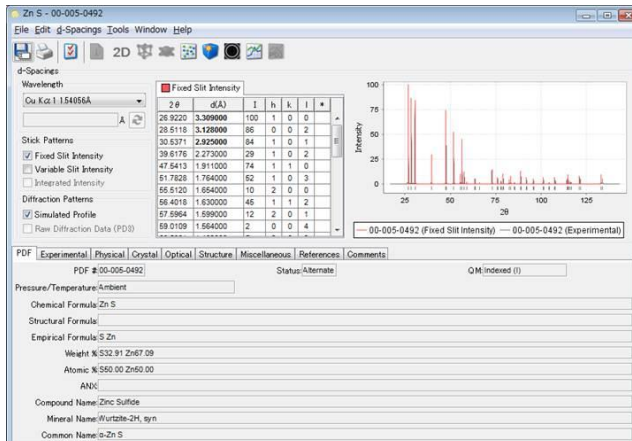 Zn S - 00-005-0492
File Edit d-Spacings Tools Window Help
2D
d-Spacings
Wavelength
Cu Kα1 1.54056Å
Å
Stick Patterns
Fixed Slit Intensity
Variable Slit Intensity
Integrated Intensity
Diffraction Patterns
Simulated Profile
Raw Diffraction Data (PD3)
Fixed Slit Intensity
2θ d(Å) I h k l *
26.9220 3.309000 100 1 0 0
28.5118 3.128000 86 0 0 2
30.5371 2.925000 84 1 0 1
39.6176 2.273000 29 1 0 2
47.5413 1.911000 74 1 1 0
51.7828 1.764000 52 1 0 3
55.5120 1.654000 10 2 0 0
56.4018 1.630000 45 1 1 2
57.5964 1.599000 12 2 0 1
59.0109 1.564000 2 0 0 4
Intensity
100
75
50
25
0
25 50 75 100 125
2θ
00-005-0492 (Fixed Slit Intensity) 00-005-0492 (Experimental)
PDF Experimental Physical Crystal Optical Structure Miscellaneous References Comments
PDF #: 00-005-0492 Status: Alternate QM: Indexed (I)
Pressure/Temperature: Ambient
Chemical Formula: Zn S
Structural Formula:
Empirical Formula: S Zn
Weight %: S32.91 Zn67.09
Atomic %: S50.00 Zn50.00
ANX:
Compound Name: Zinc Sulfide
Mineral Name: Wurtzite-2H, syn
Common Name: α-Zn S